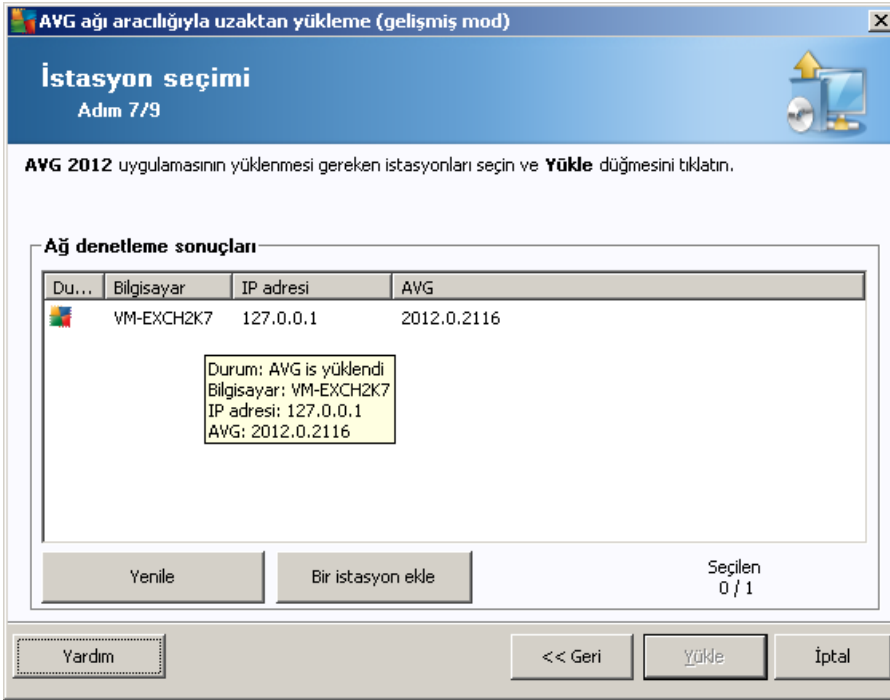 AVG ağı aracılığıyla uzaktan yükleme (gelişmiş mod)
İstasyon seçimi
Adım 7/9
AVG 2012 uygulamasının yüklenmesi gereken istasyonları seçin ve Yükle düğmesini tıklatın.
Ağ denetleme sonuçları
Du... Bilgisayar IP adresi AVG
VM-EXCH2K7 127.0.0.1 2012.0.2116
Durum: AVG is yüklendi
Bilgisayar: VM-EXCH2K7
IP adresi: 127.0.0.1
AVG: 2012.0.2116
Yenile Bir istasyon ekle Seçilen
0 / 1
Yardım << Geri Yükle İptal